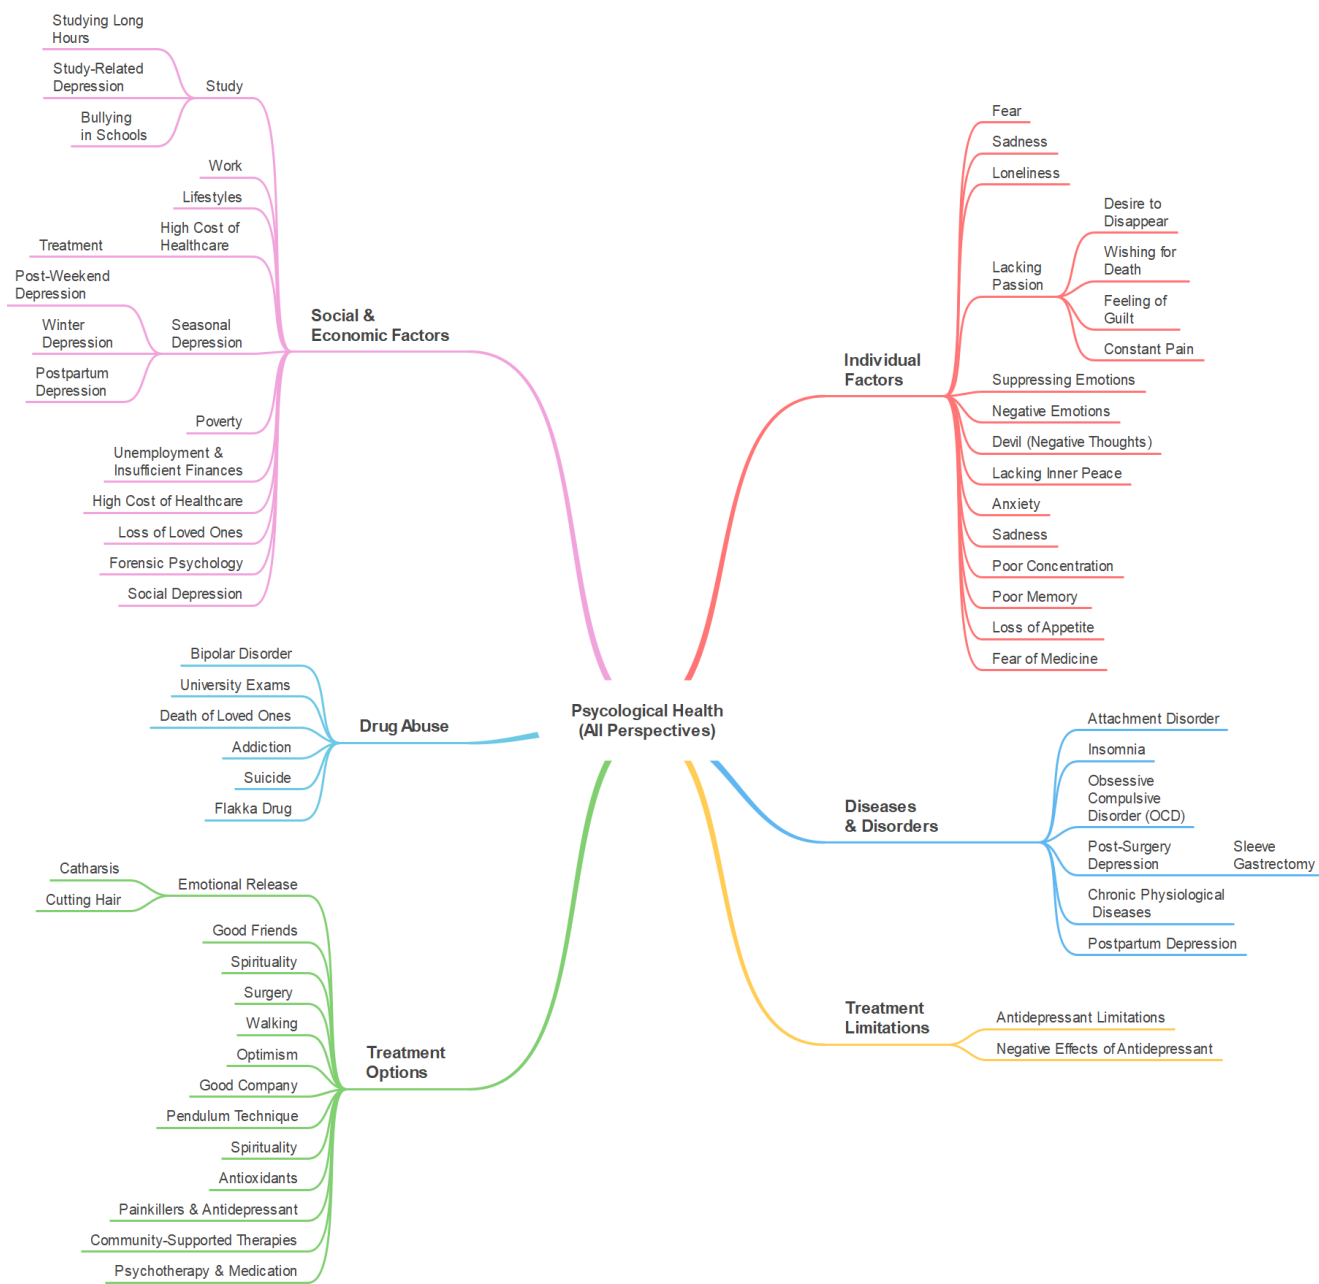 Studying Long
Hours
Study-Related
Depression
Study
Bullying
in Schools
Work
Lifestyles
High Cost of
Healthcare
Treatment
Post-Weekend
Depression
Winter
Depression
Seasonal
Depression
Postpartum
Depression
Social &
Economic Factors
Poverty
Unemployment &
Insufficient Finances
High Cost of Healthcare
Loss of Loved Ones
Forensic Psychology
Social Depression
Fear
Sadness
Loneliness
Desire to
Disappear
Wishing for
Death
Lacking
Passion
Feeling of
Guilt
Constant Pain
Individual
Factors
Suppressing Emotions
Negative Emotions
Devil (Negative Thoughts)
Lacking Inner Peace
Anxiety
Sadness
Poor Concentration
Poor Memory
Loss of Appetite
Fear of Medicine
Psycological Health
(All Perspectives)
Bipolar Disorder
University Exams
Death of Loved Ones
Drug Abuse
Addiction
Suicide
Flakka Drug
Attachment Disorder
Insomnia
Obsessive
Compulsive
Disorder (OCD)
Diseases
& Disorders
Post-Surgery
Depression
Sleeve
Gastrectomy
Chronic Physiological
Diseases
Postpartum Depression
Catharsis
Cutting Hair
Emotional Release
Good Friends
Spirituality
Surgery
Walking
Optimism
Treatment
Options
Good Company
Pendulum Technique
Spirituality
Antioxidants
Painkillers & Antidepressant
Community-Supported Therapies
Psychotherapy & Medication
Treatment
Limitations
Antidepressant Limitations
Negative Effects of Antidepressant